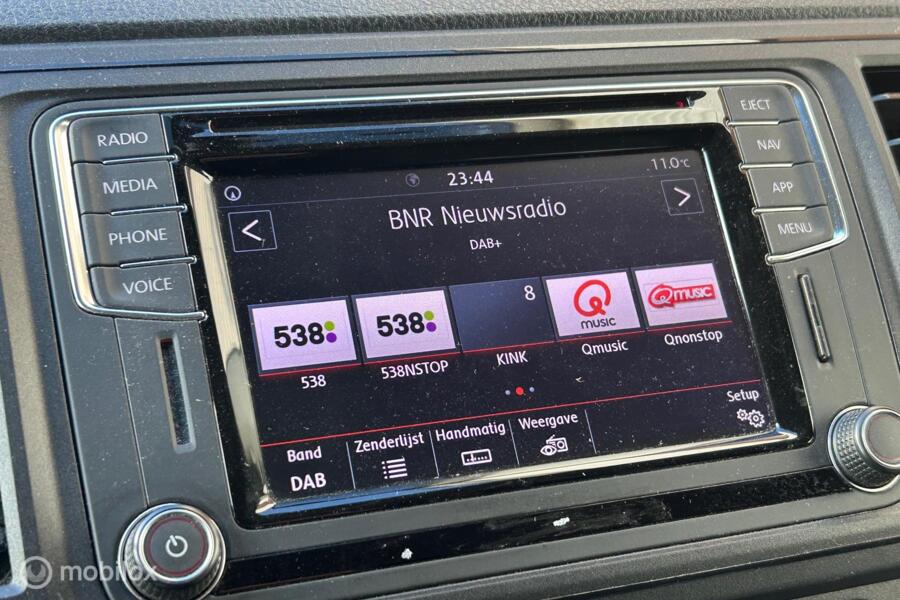 RADIO
MEDIA
PHONE
VOICE
EJECT
NAV
APP
MENU
23:44
11.0°C
BNR Nieuwsradio
DAB+
538
538
8
Q
music
Qmusic
538
538NSTOP
KINK
Qmusic
Qnonstop
Setup
Band
DAB
Zenderlijst
Handmatig
Weergave
mobilox